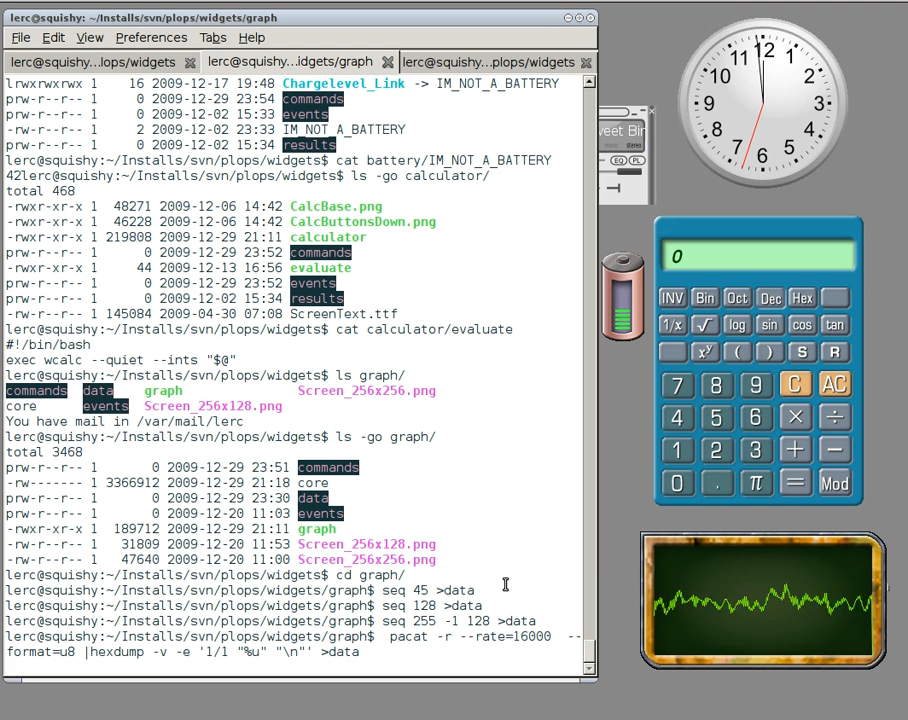 lerc@squishy: ~/Installs/svn/plops/widgets/graph
File Edit View Preferences Tabs Help
lerc@squishy:...lops/widgets lerc@squishy:...idgets/graph lerc@squishy:...plops/widgets
lrwxrwxrwx 1 16 2009-12-17 19:48 Chargelevel_Link -> IM_NOT_A_BATTERY
prw-r--r-- 1 0 2009-12-29 23:54 commands
prw-r--r-- 1 0 2009-12-02 15:33 events
-rw-r--r-- 1 2 2009-12-02 23:33 IM_NOT_A_BATTERY
prw-r--r-- 1 0 2009-12-02 15:34 results
lerc@squishy:~/Installs/svn/plops/widgets$ cat battery/IM_NOT_A_BATTERY
42lerc@squishy:~/Installs/svn/plops/widgets$ ls -go calculator/
total 468
-rwxr-xr-x 1 48271 2009-12-06 14:42 CalcBase.png
-rwxr-xr-x 1 46228 2009-12-06 14:42 CalcButtonsDown.png
-rwxr-xr-x 1 219808 2009-12-29 21:11 calculator
prw-r--r-- 1 0 2009-12-29 23:52 commands
-rwxr-xr-x 1 44 2009-12-13 16:56 evaluate
prw-r--r-- 1 0 2009-12-29 23:52 events
prw-r--r-- 1 0 2009-12-02 15:34 results
-rw-r--r-- 1 145084 2009-04-30 07:08 ScreenText.ttf
lerc@squishy:~/Installs/svn/plops/widgets$ cat calculator/evaluate
#!/bin/bash
exec wcalc --quiet --ints "$@"
lerc@squishy:~/Installs/svn/plops/widgets$ ls graph/
commands data graph Screen_256x256.png
core events Screen_256x128.png
You have mail in /var/mail/lerc
lerc@squishy:~/Installs/svn/plops/widgets$ ls -go graph/
total 3468
prw-r--r-- 1 0 2009-12-29 23:51 commands
-rw------- 1 3366912 2009-12-29 21:18 core
prw-r--r-- 1 0 2009-12-29 23:30 data
prw-r--r-- 1 0 2009-12-20 11:03 events
-rwxr-xr-x 1 189712 2009-12-29 21:11 graph
-rw-r--r-- 1 31809 2009-12-20 11:53 Screen_256x128.png
-rw-r--r-- 1 47640 2009-12-20 11:00 Screen_256x256.png
lerc@squishy:~/Installs/svn/plops/widgets$ cd graph/
lerc@squishy:~/Installs/svn/plops/widgets/graph$ seq 45 >data
lerc@squishy:~/Installs/svn/plops/widgets/graph$ seq 128 >data
lerc@squishy:~/Installs/svn/plops/widgets/graph$ seq 255 -1 128 >data
lerc@squishy:~/Installs/svn/plops/widgets/graph$ pacat -r --rate=16000 --
format=u8 |hexdump -v -e '1/1 "%u" "\n"' >data
EQ PL
12 1 2 3 4 5 6 7 8 9 10 11
0
INV Bin Oct Dec Hex
1/x √ log sin cos tan
xʸ ( ) S R
7 8 9 C AC
4 5 6 × ÷
1 2 3 + −
0 . π = Mod